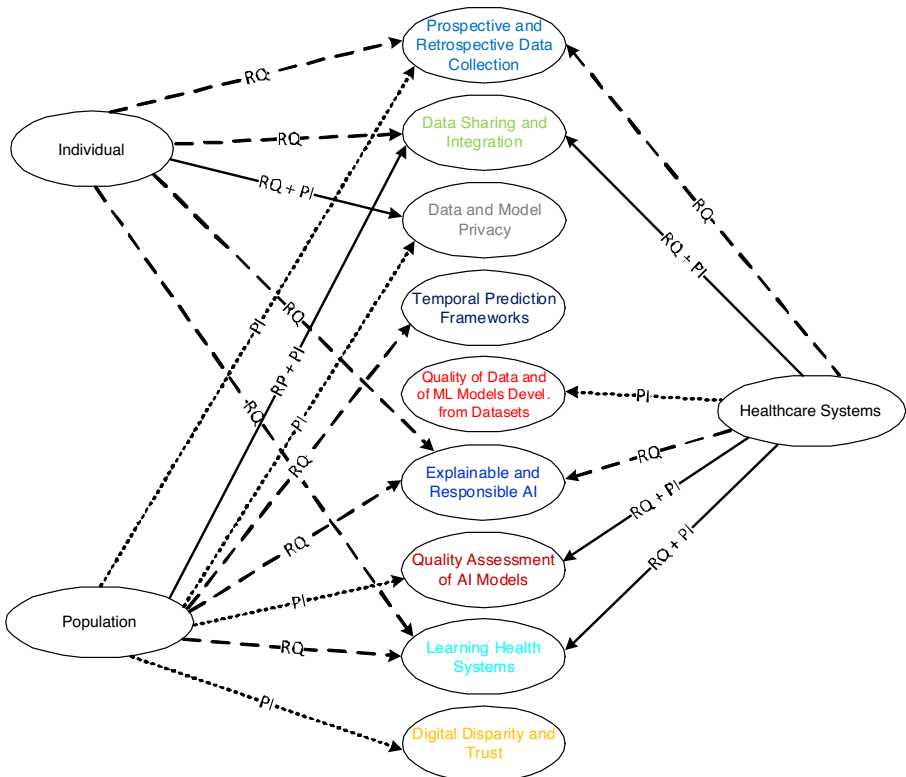 Prospective and
Retrospective Data
Collection
RQ
Individual
RQ
Data Sharing and
Integration
RQ + PI
Data and Model
Privacy
RQ
RQ + PI
RQ
Temporal Prediction
Frameworks
PI
RP + PI
Quality of Data and
of ML Models Devel.
from Datasets
PI
Healthcare Systems
RQ
PI
RQ
Explainable and
Responsible AI
RQ
RQ + PI
RQ
Quality Assessment
of AI Models
PI
RQ + PI
Population
RQ
Learning Health
Systems
PI
Digital Disparity and
Trust